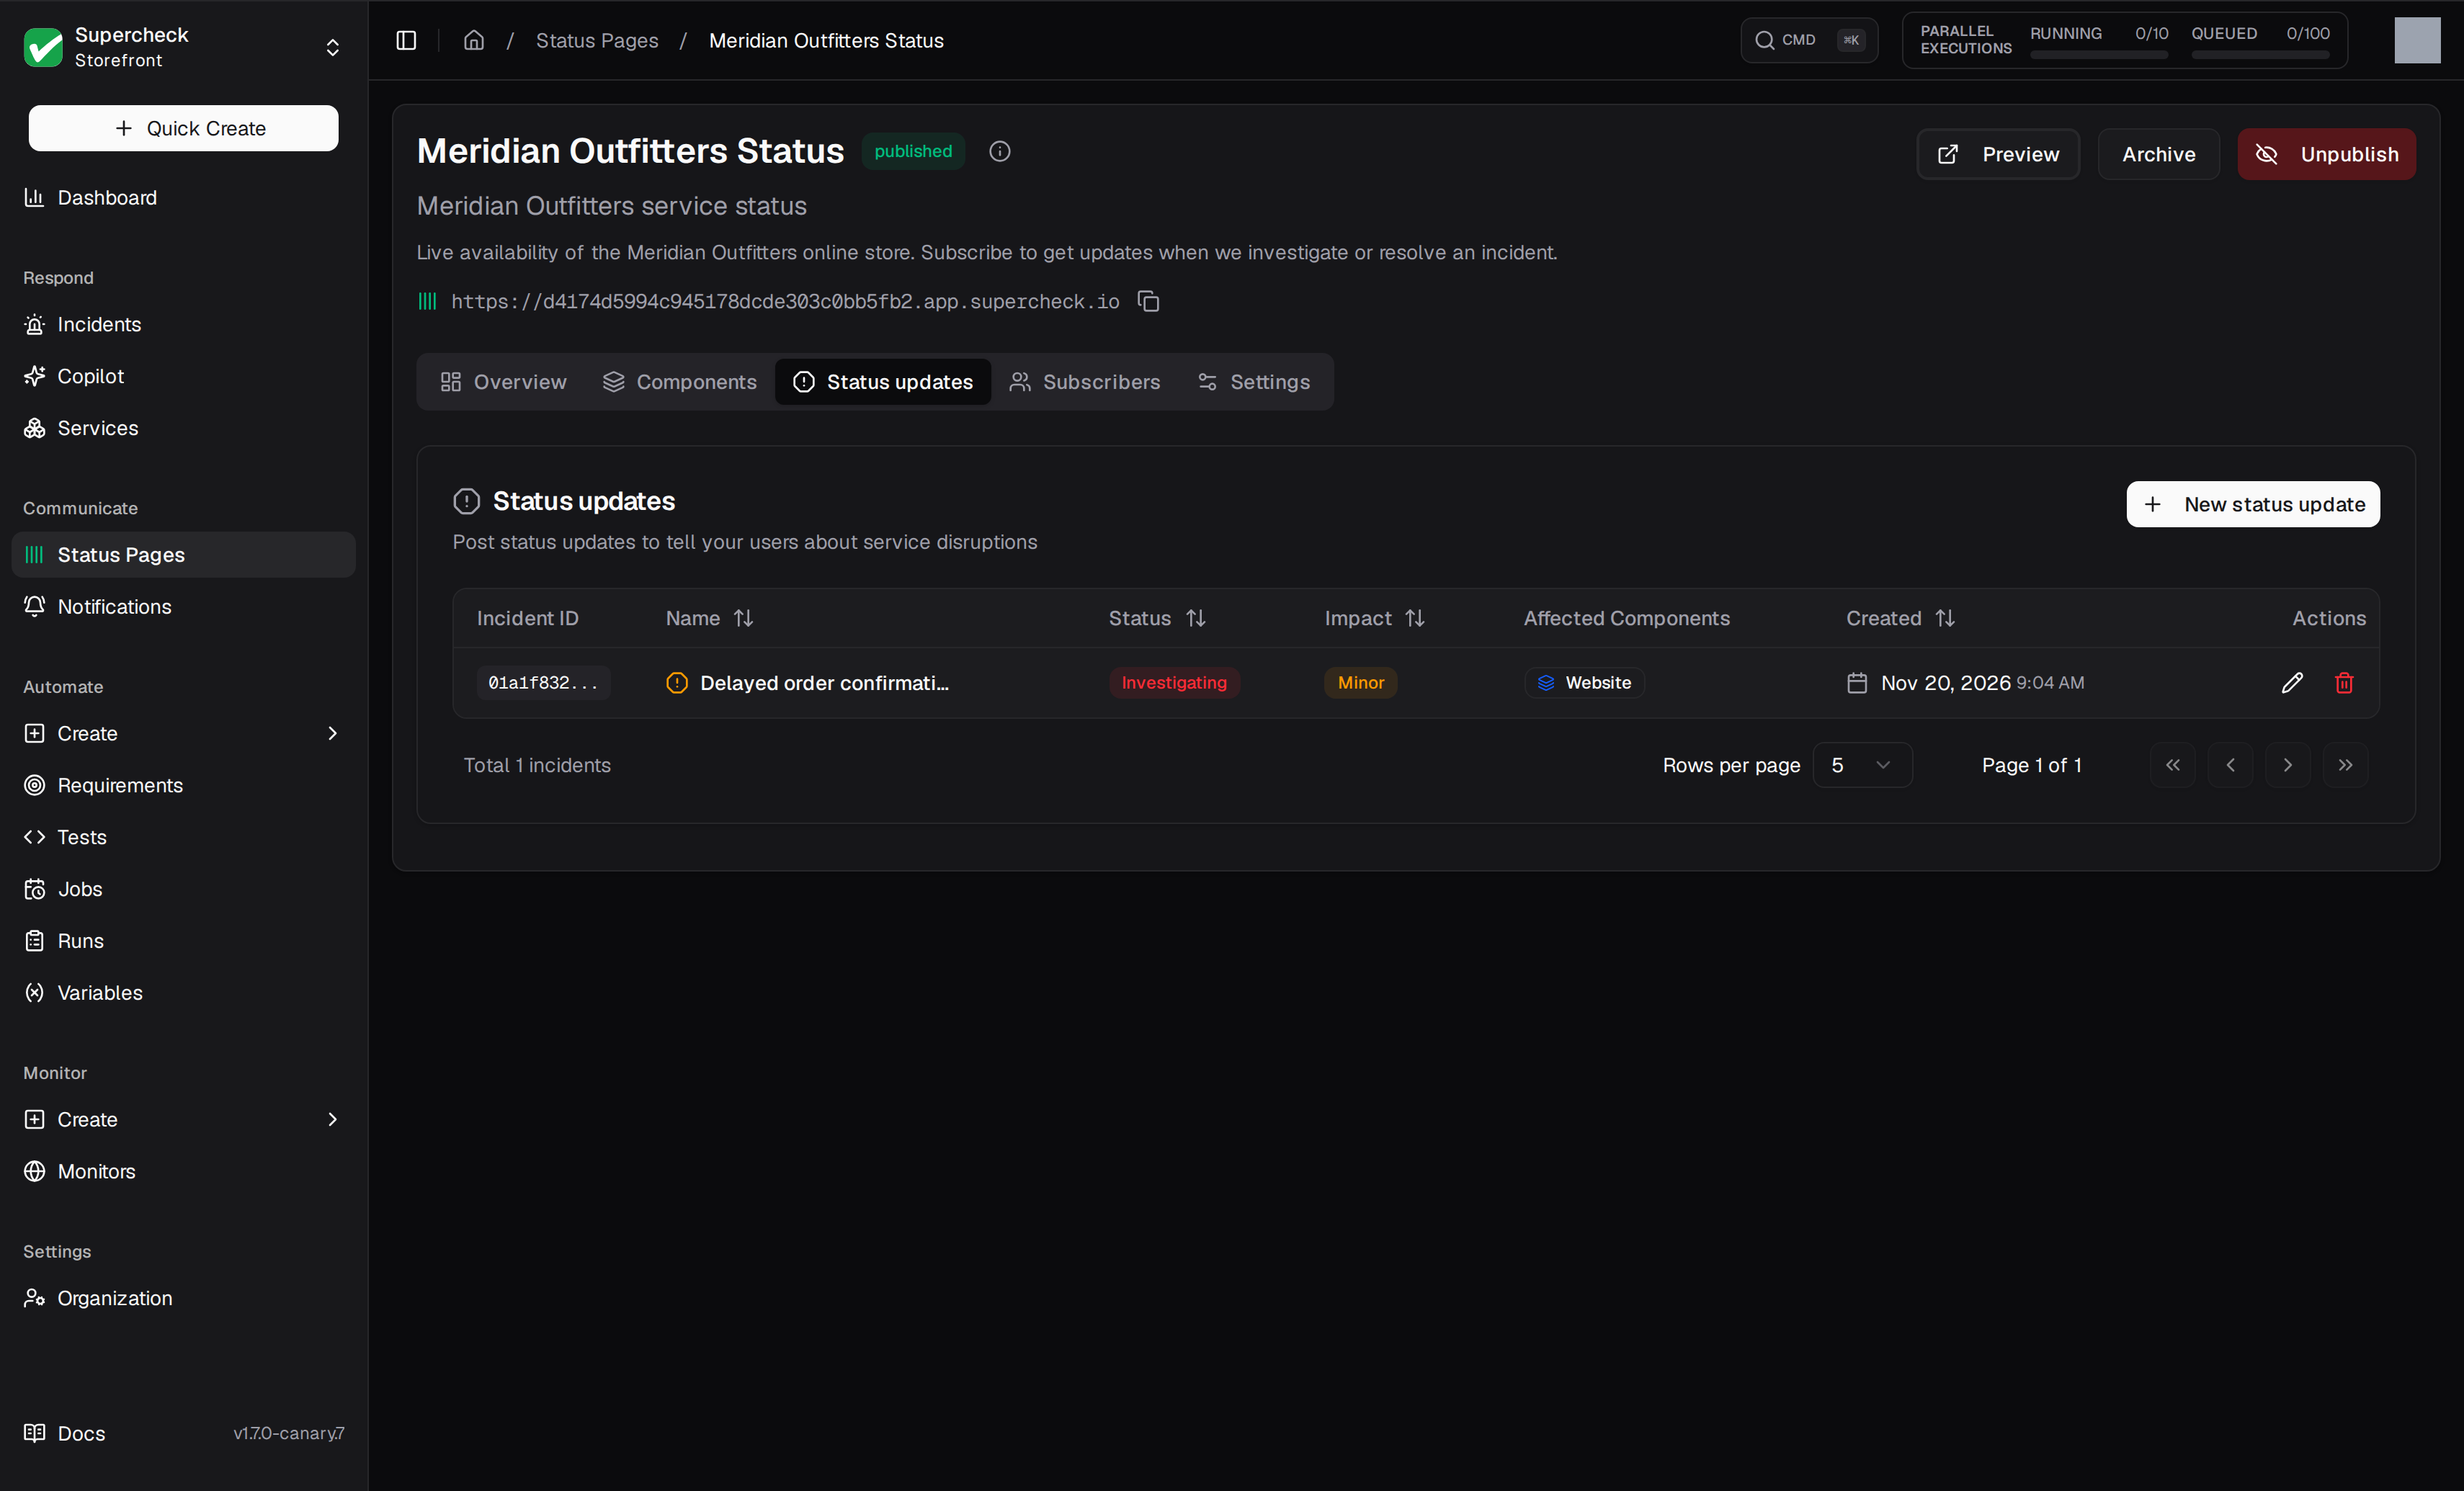 Supercheck
Storefront
Quick Create
Dashboard
Respond
Incidents
Copilot
Services
Communicate
Status Pages
Notifications
Automate
Create
Requirements
Tests
Jobs
Runs
Variables
Monitor
Create
Monitors
Settings
Organization
Docs
v1.7.0-canary.7
/ Status Pages / Meridian Outfitters Status
CMD ⌘K
PARALLEL EXECUTIONS
RUNNING 0/10
QUEUED 0/100
Meridian Outfitters Status
published
Preview
Archive
Unpublish
Meridian Outfitters service status
Live availability of the Meridian Outfitters online store. Subscribe to get updates when we investigate or resolve an incident.
https://d4174d5994c945178dcde303c0bb5fb2.app.supercheck.io
Overview
Components
Status updates
Subscribers
Settings
Status updates
New status update
Post status updates to tell your users about service disruptions
Incident ID Name Status Impact Affected Components Created Actions
01a1f832... Delayed order confirmati... Investigating Minor Website Nov 20, 2026 9:04 AM
Total 1 incidents
Rows per page 5
Page 1 of 1